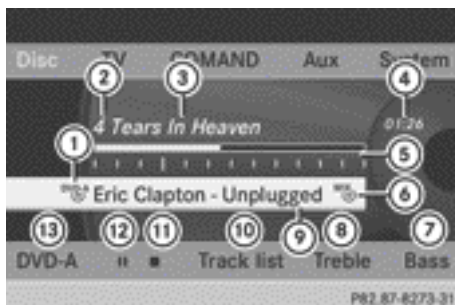 Disc TV COMAND Aux System
2 3 4
4 Tears In Heaven 01:26
1
5
DVD-A Eric Clapton - Unplugged 6
13 12 11 10 9 8 7
DVD-A Track list Treble Bass
P82.87-8273-31